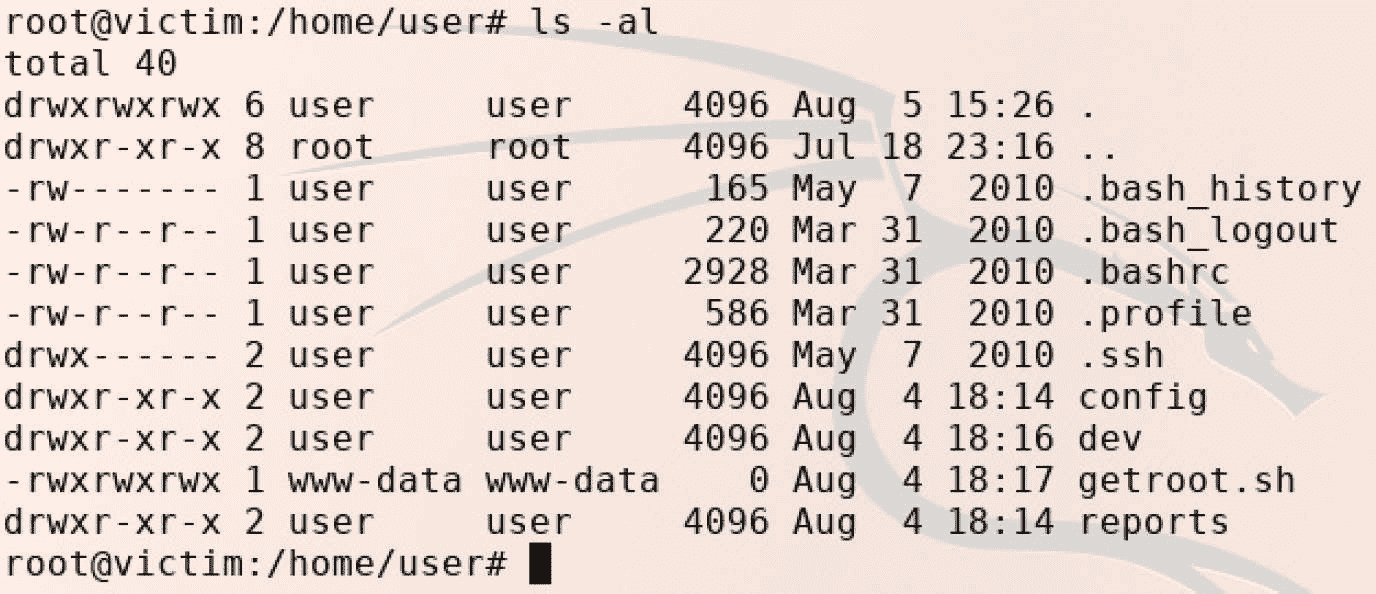 root@victim:/home/user# ls -al
total 40
drwxrwxrwx 6 user     user     4096 Aug  5 15:26 .
drwxr-xr-x 8 root     root     4096 Jul 18 23:16 ..
-rw------- 1 user     user      165 May  7  2010 .bash_history
-rw-r--r-- 1 user     user      220 Mar 31  2010 .bash_logout
-rw-r--r-- 1 user     user     2928 Mar 31  2010 .bashrc
-rw-r--r-- 1 user     user      586 Mar 31  2010 .profile
drwx------ 2 user     user     4096 May  7  2010 .ssh
drwxr-xr-x 2 user     user     4096 Aug  4 18:14 config
drwxr-xr-x 2 user     user     4096 Aug  4 18:16 dev
-rwxrwxrwx 1 www-data www-data    0 Aug  4 18:17 getroot.sh
drwxr-xr-x 2 user     user     4096 Aug  4 18:14 reports
root@victim:/home/user#